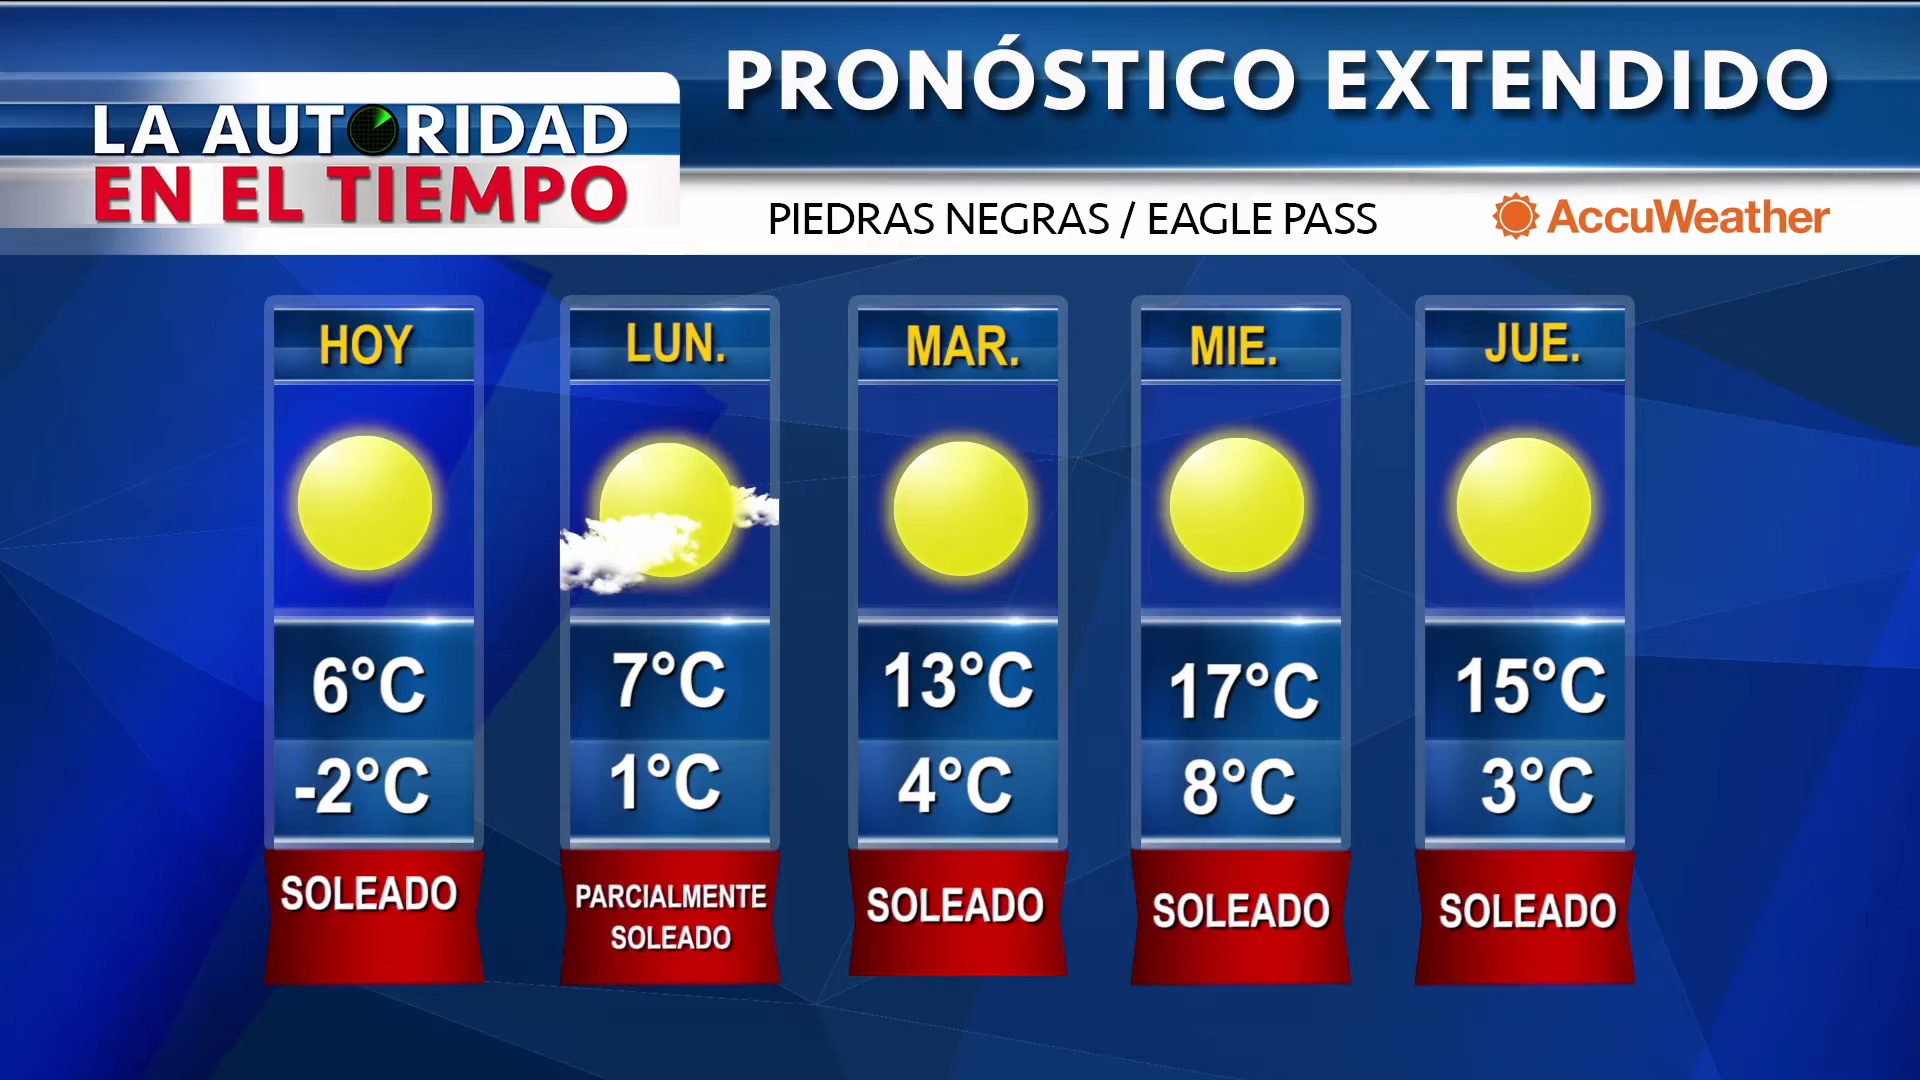 PRONÓSTICO EXTENDIDO
LA AUTORIDAD
EN EL TIEMPO
PIEDRAS NEGRAS / EAGLE PASS
AccuWeather
HOY
6°C
-2°C
SOLEADO
LUN.
7°C
1°C
PARCIALMENTE
SOLEADO
MAR.
13°C
4°C
SOLEADO
MIE.
17°C
8°C
SOLEADO
JUE.
15°C
3°C
SOLEADO